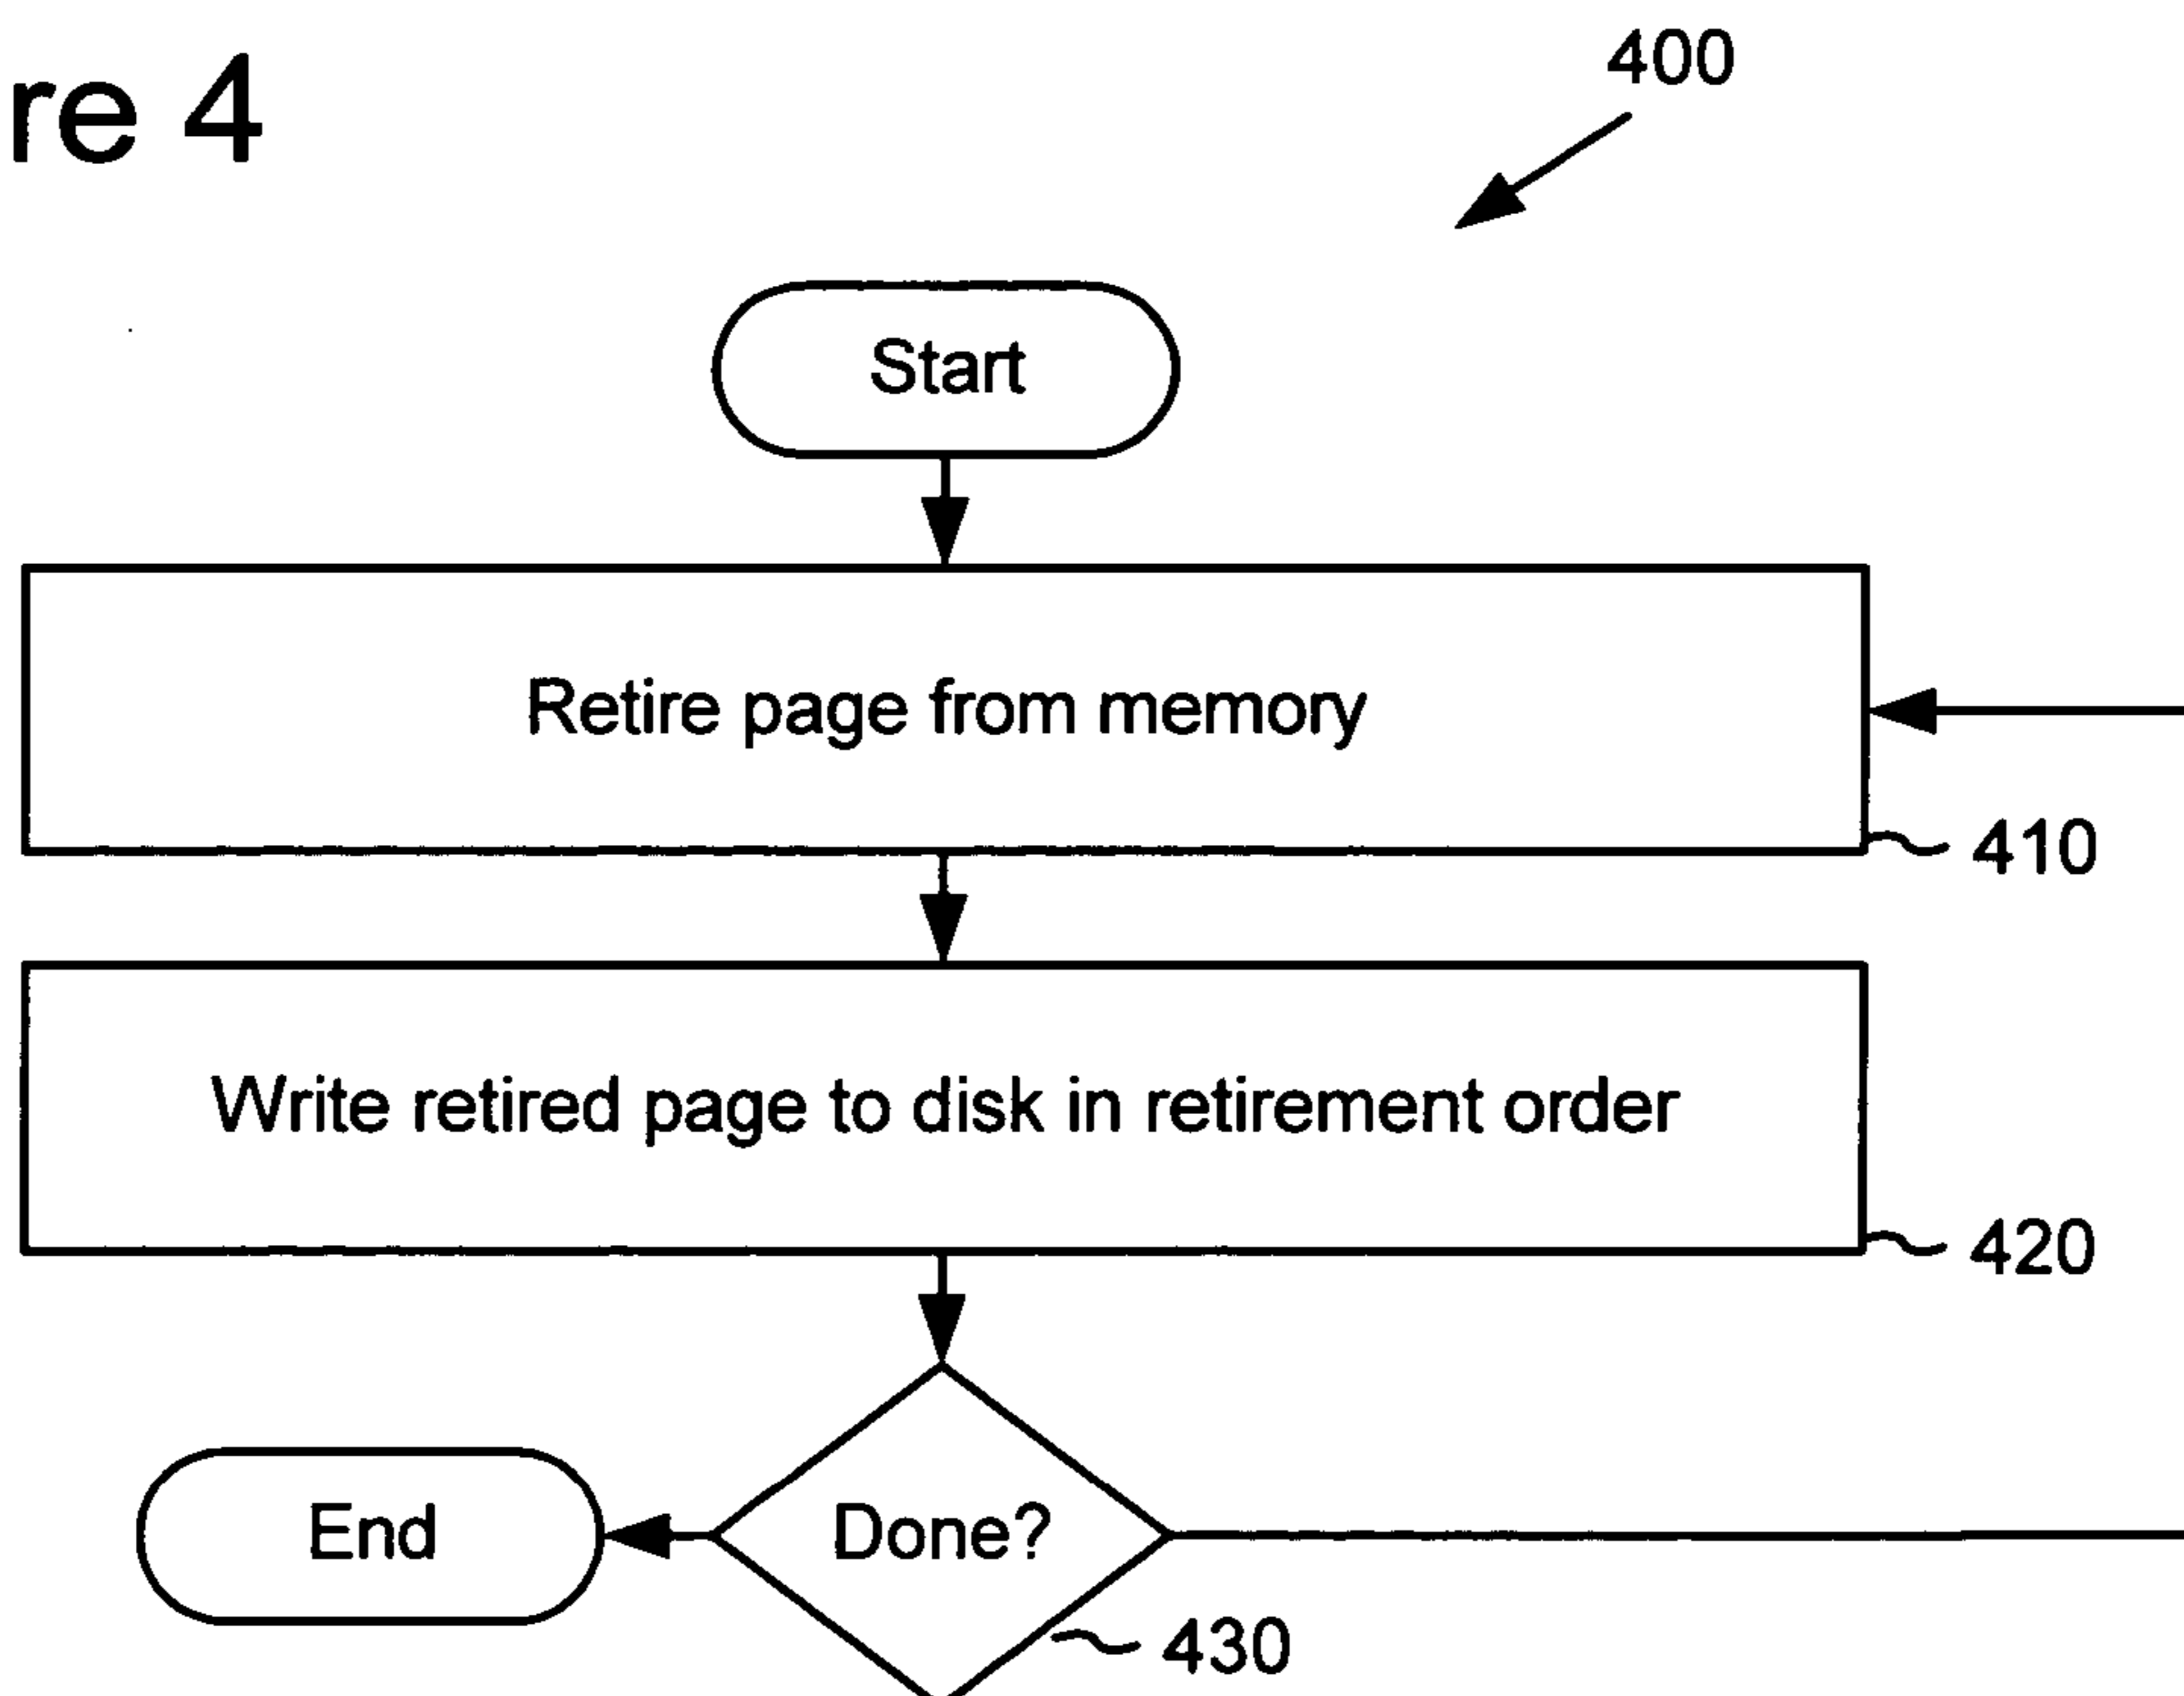 re 4
400
Start
Retire page from memory
410
Write retired page to disk in retirement order
420
End
Done?
430